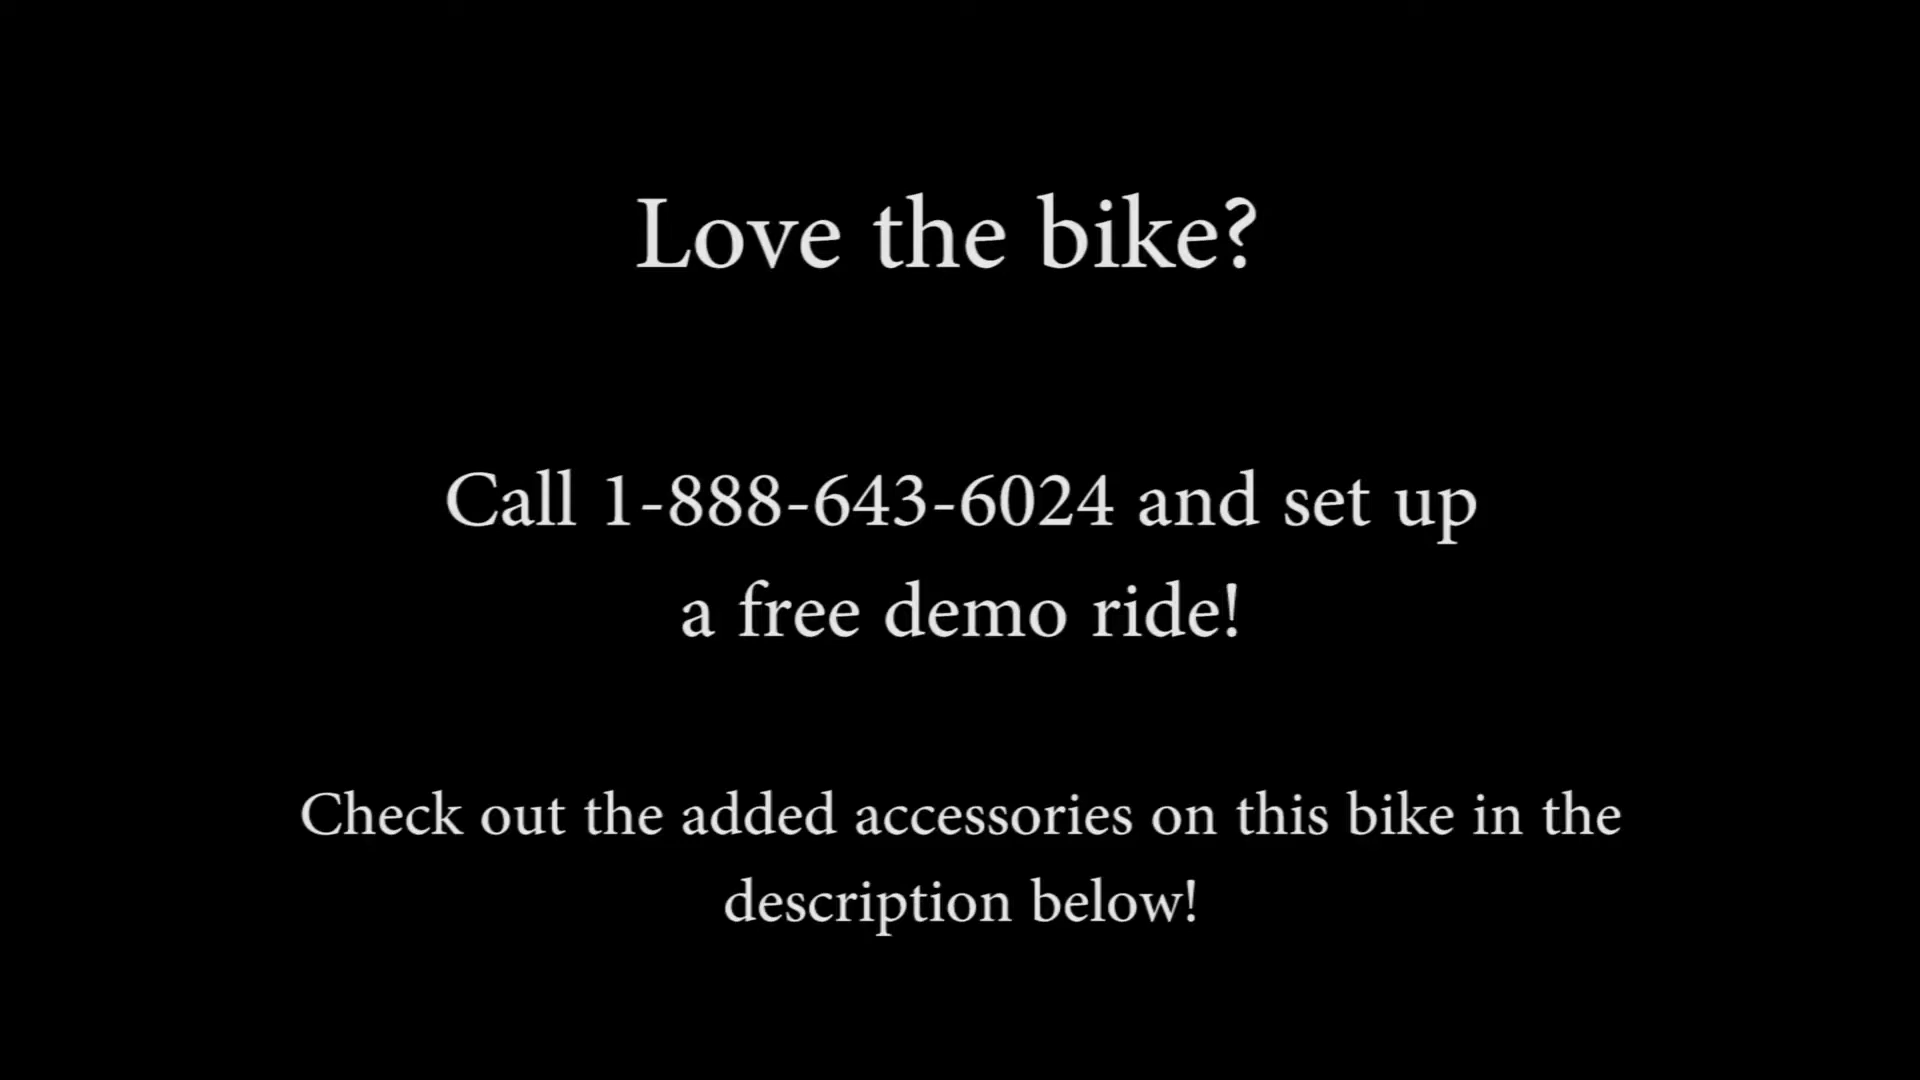 Love the bike?
Call 1-888-643-6024 and set up
a free demo ride!
Check out the added accessories on this bike in the
description below!